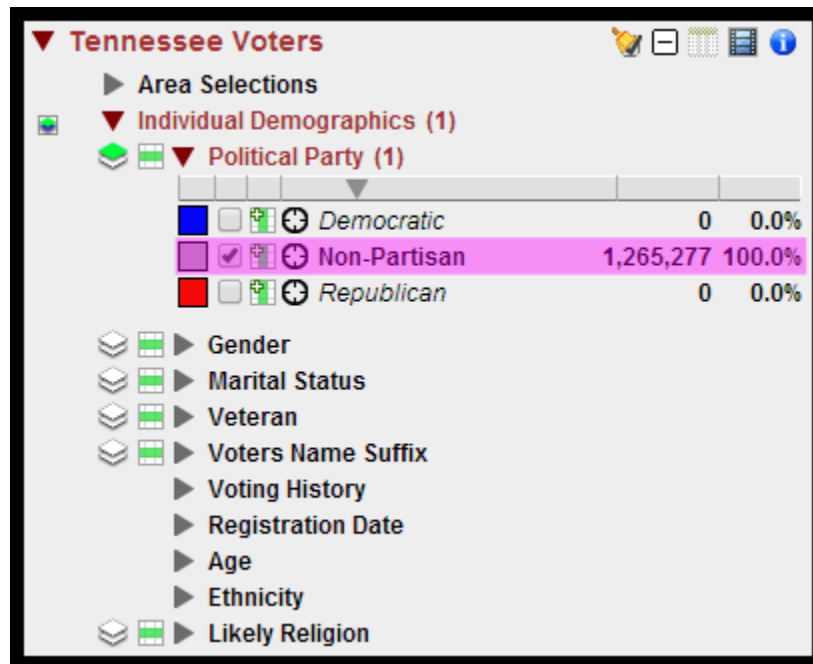 Tennessee Voters
Area Selections
Individual Demographics (1)
Political Party (1)
Democratic 0 0.0%
Non-Partisan 1,265,277 100.0%
Republican 0 0.0%
Gender
Marital Status
Veteran
Voters Name Suffix
Voting History
Registration Date
Age
Ethnicity
Likely Religion